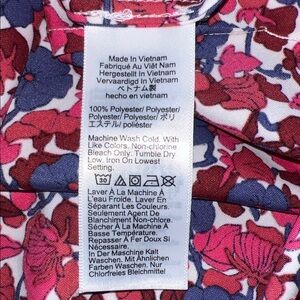 Made In Vietnam
Fabriqué Au Viêt Nam
Hergestellt In Vietnam
Vervaardigd In Vietnam
ベトナム製
hecho en vietnam
100% Polyester/Polyester/
Polyester/Polyester/ ポリ
エステル/ poliéster
Machine Wash Cold. With
Like Colors. Non-chlorine
Bleach Only. Tumble Dry
Low. Iron On Lowest
Setting.
30
Laver À La Machine À
L'eau Froide. Laver En
Séparant Les Couleurs.
Seulement Agent De
Blanchiment Non-chlore.
Sécher À La Machine À
Basse Température.
Repasser À Fer Doux Si
Nécessaire.
In Der Maschine Kalt
Waschen. Mit Ähnlichen
Farben Waschen. Nur
Chlorfreies Bleichmittel